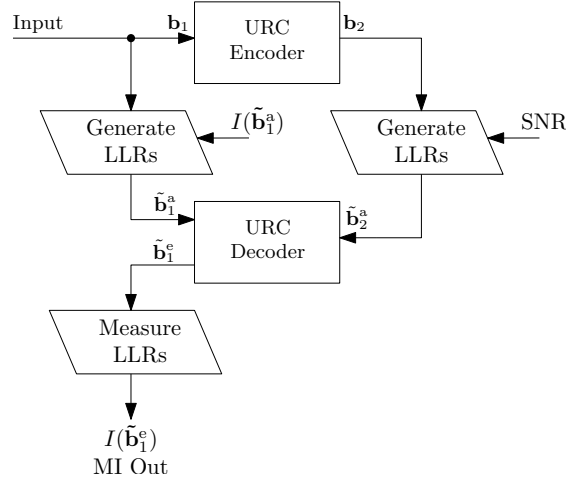 Input
b₁
URC
Encoder
b₂
Generate
LLRs
I(b̃₁ᵃ)
Generate
LLRs
SNR
b̃₁ᵃ
URC
Decoder
b̃₂ᵃ
b̃₁ᵉ
Measure
LLRs
I(b̃₁ᵉ)
MI Out